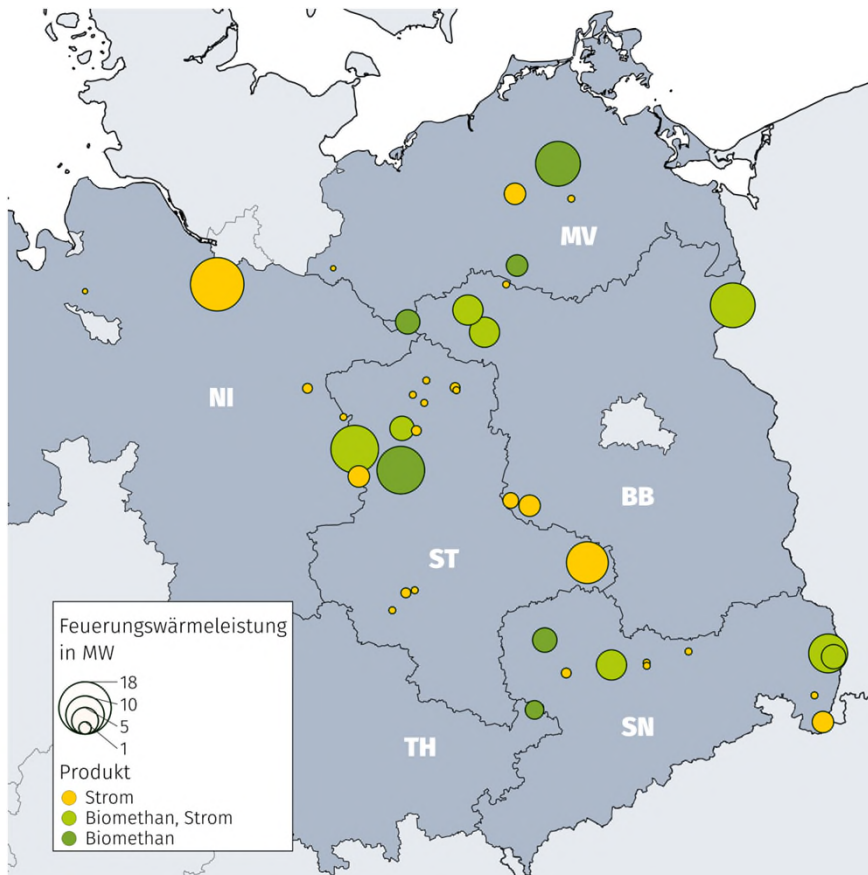 MV
NI
BB
ST
Feuerungswärmeleistung
in MW
18
10
5
1
Produkt
Strom
Biomethan, Strom
Biomethan
TH
SN